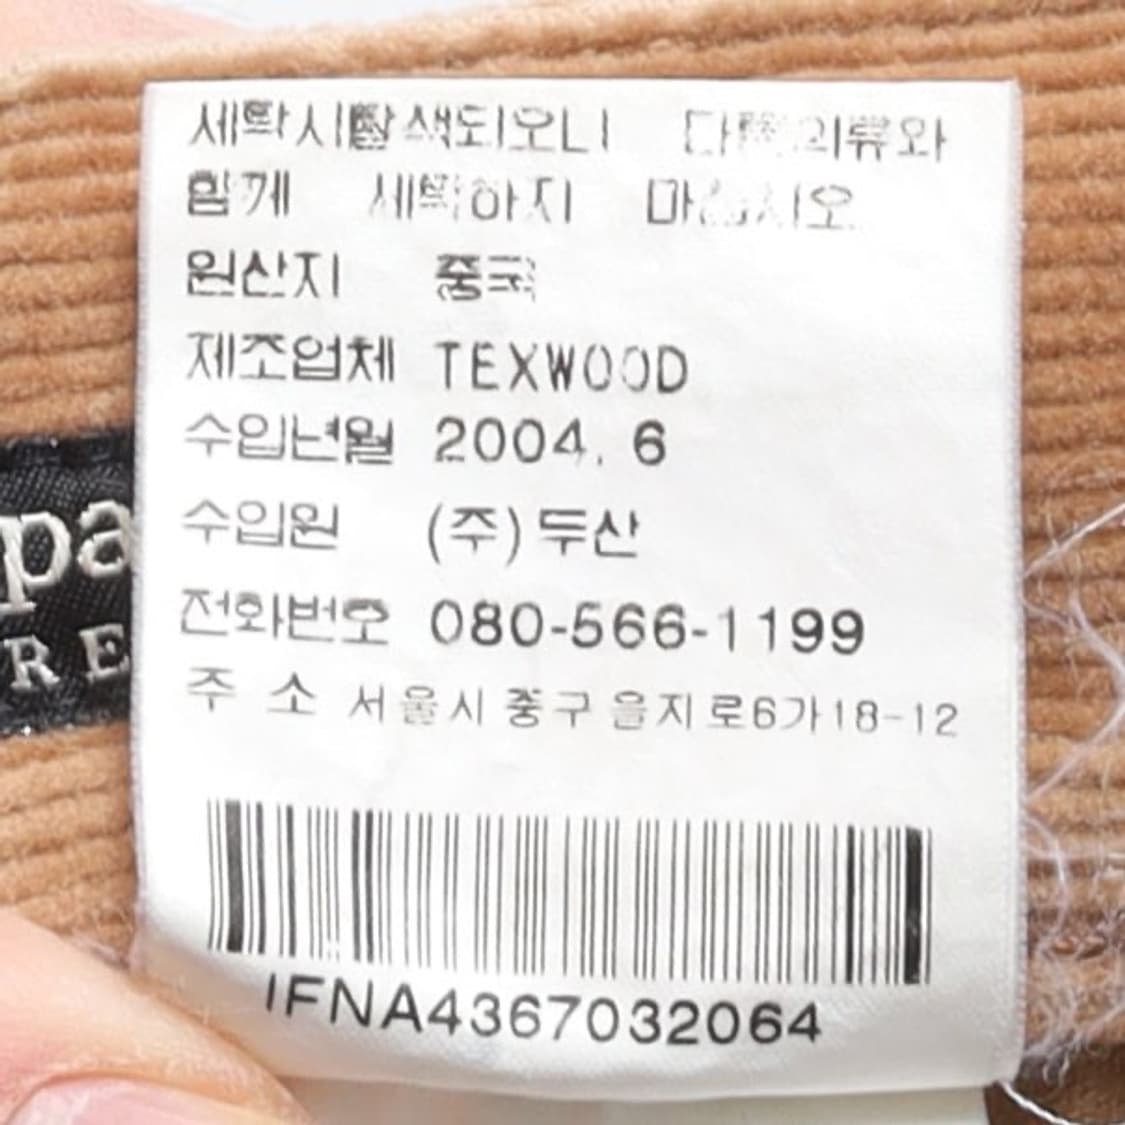 세탁시탈색되오니 다른의류와
함께 세탁하지 마십시오.
원산지 중국
제조업체 TEXWOOD
수입년월 2004. 6
수입원 (주)두산
전화번호 080-566-1199
주 소 서울시 중구 을지로6가18-12
IFNA4367032064
pa
RE